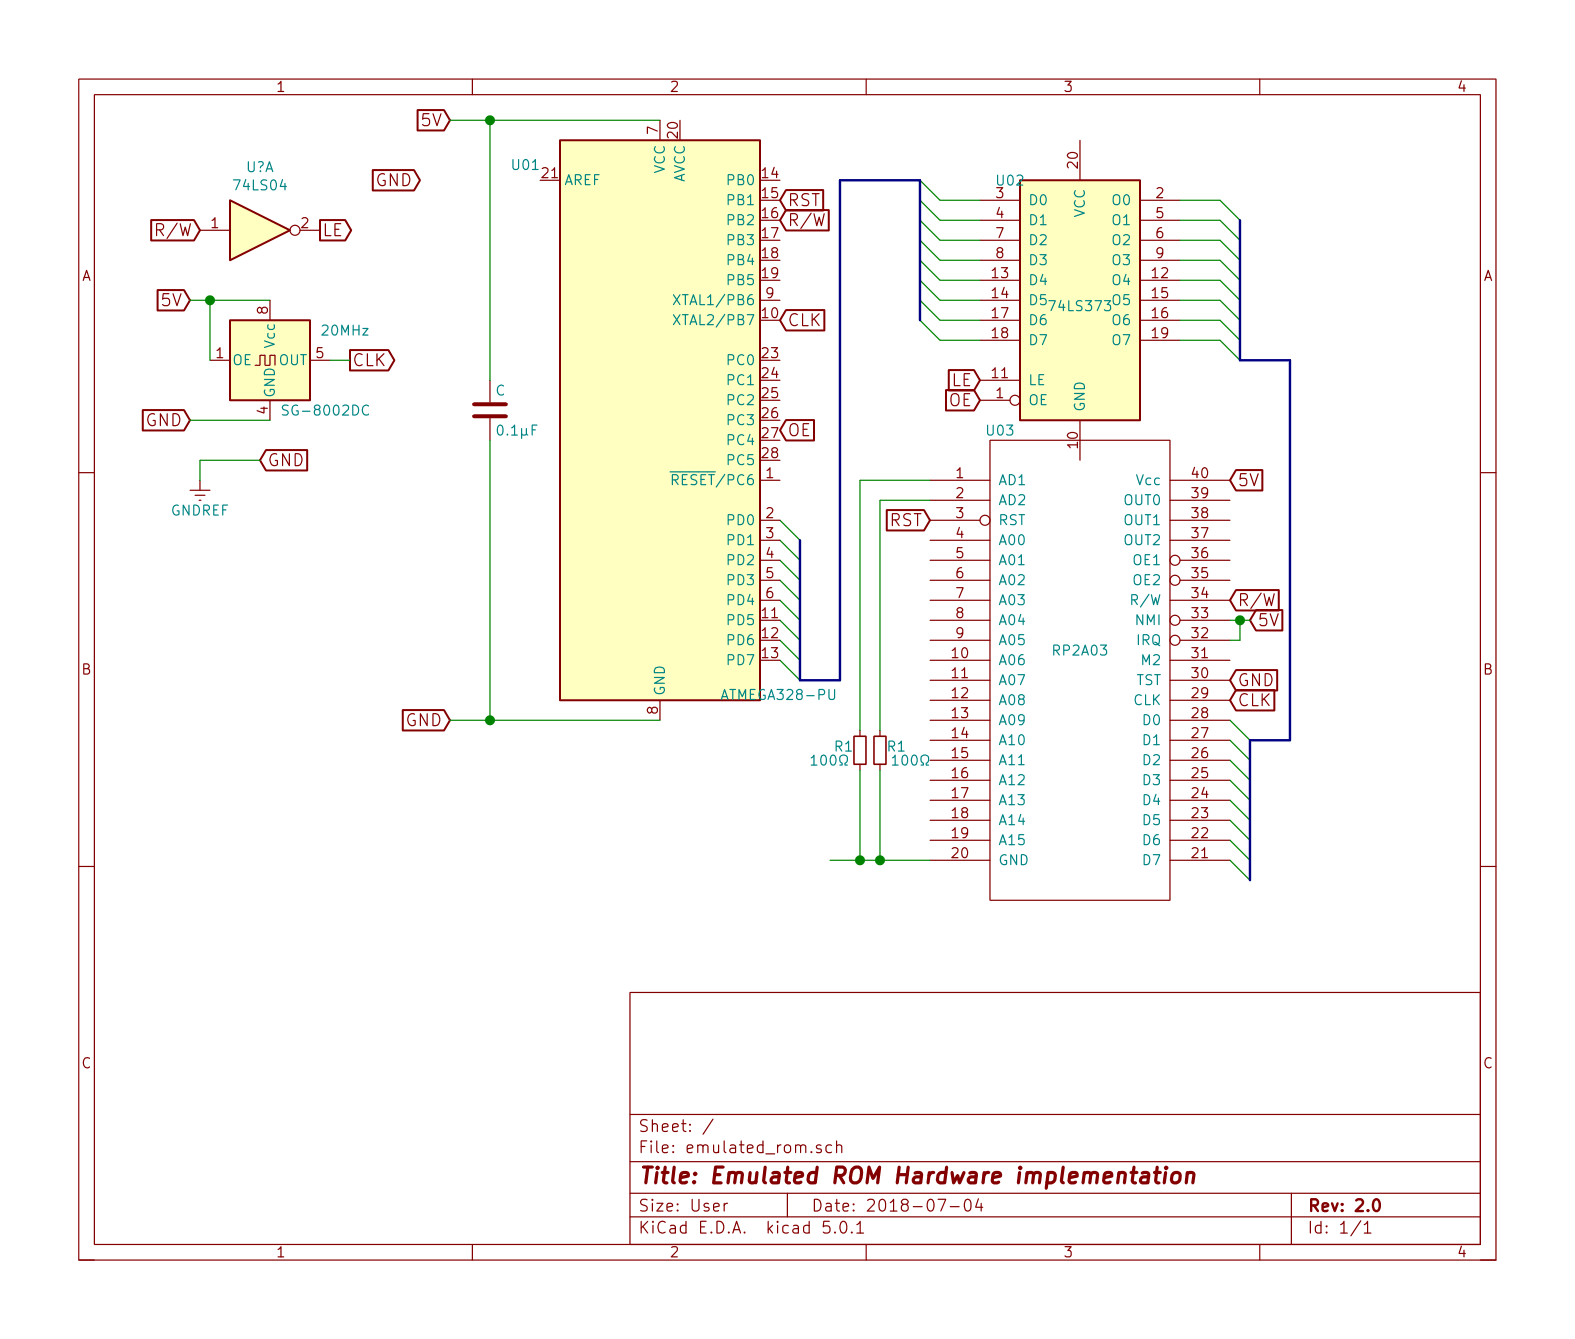 1 2 3 4
A
B
C
A
B
C
1 2 3 4
U?A
74LS04
R/W 1 2 LE
5V
8
Vcc
20MHz
1 OE OUT 5 CLK
GND
4
SG-8002DC
GND
GND
GNDREF
GND
5V
C
0.1µF
GND
U01
7 20
VCC AVCC
21 AREF
PB0 14
PB1 15 RST
PB2 16 R/W
PB3 17
PB4 18
PB5 19
XTAL1/PB6 9
XTAL2/PB7 10 CLK
PC0 23
PC1 24
PC2 25
PC3 26
PC4 27 OE
PC5 28
RESET/PC6 1
PD0 2
PD1 3
PD2 4
PD3 5
PD4 6
PD5 11
PD6 12
PD7 13
GND
8
ATMEGA328-PU
20
U02
VCC
3 D0 O0 2
4 D1 O1 5
7 D2 O2 6
8 D3 O3 9
13 D4 O4 12
14 D5 O5 15
74LS373
17 D6 O6 16
18 D7 O7 19
LE 11 LE
OE 1 OE
GND
10
U03
1 AD1 Vcc 40 5V
2 AD2 OUT0 39
RST 3 RST OUT1 38
4 A00 OUT2 37
5 A01 OE1 36
6 A02 OE2 35
7 A03 R/W 34 R/W
8 A04 NMI 33 5V
9 A05 IRQ 32
RP2A03
10 A06 M2 31
11 A07 TST 30 GND
12 A08 CLK 29 CLK
13 A09 D0 28
14 A10 D1 27
15 A11 D2 26
16 A12 D3 25
17 A13 D4 24
18 A14 D5 23
19 A15 D6 22
20 GND D7 21
R1 R1
100Ω 100Ω
Sheet: /
File: emulated_rom.sch
Title: Emulated ROM Hardware implementation
Size: User Date: 2018-07-04 Rev: 2.0
KiCad E.D.A. kicad 5.0.1 Id: 1/1